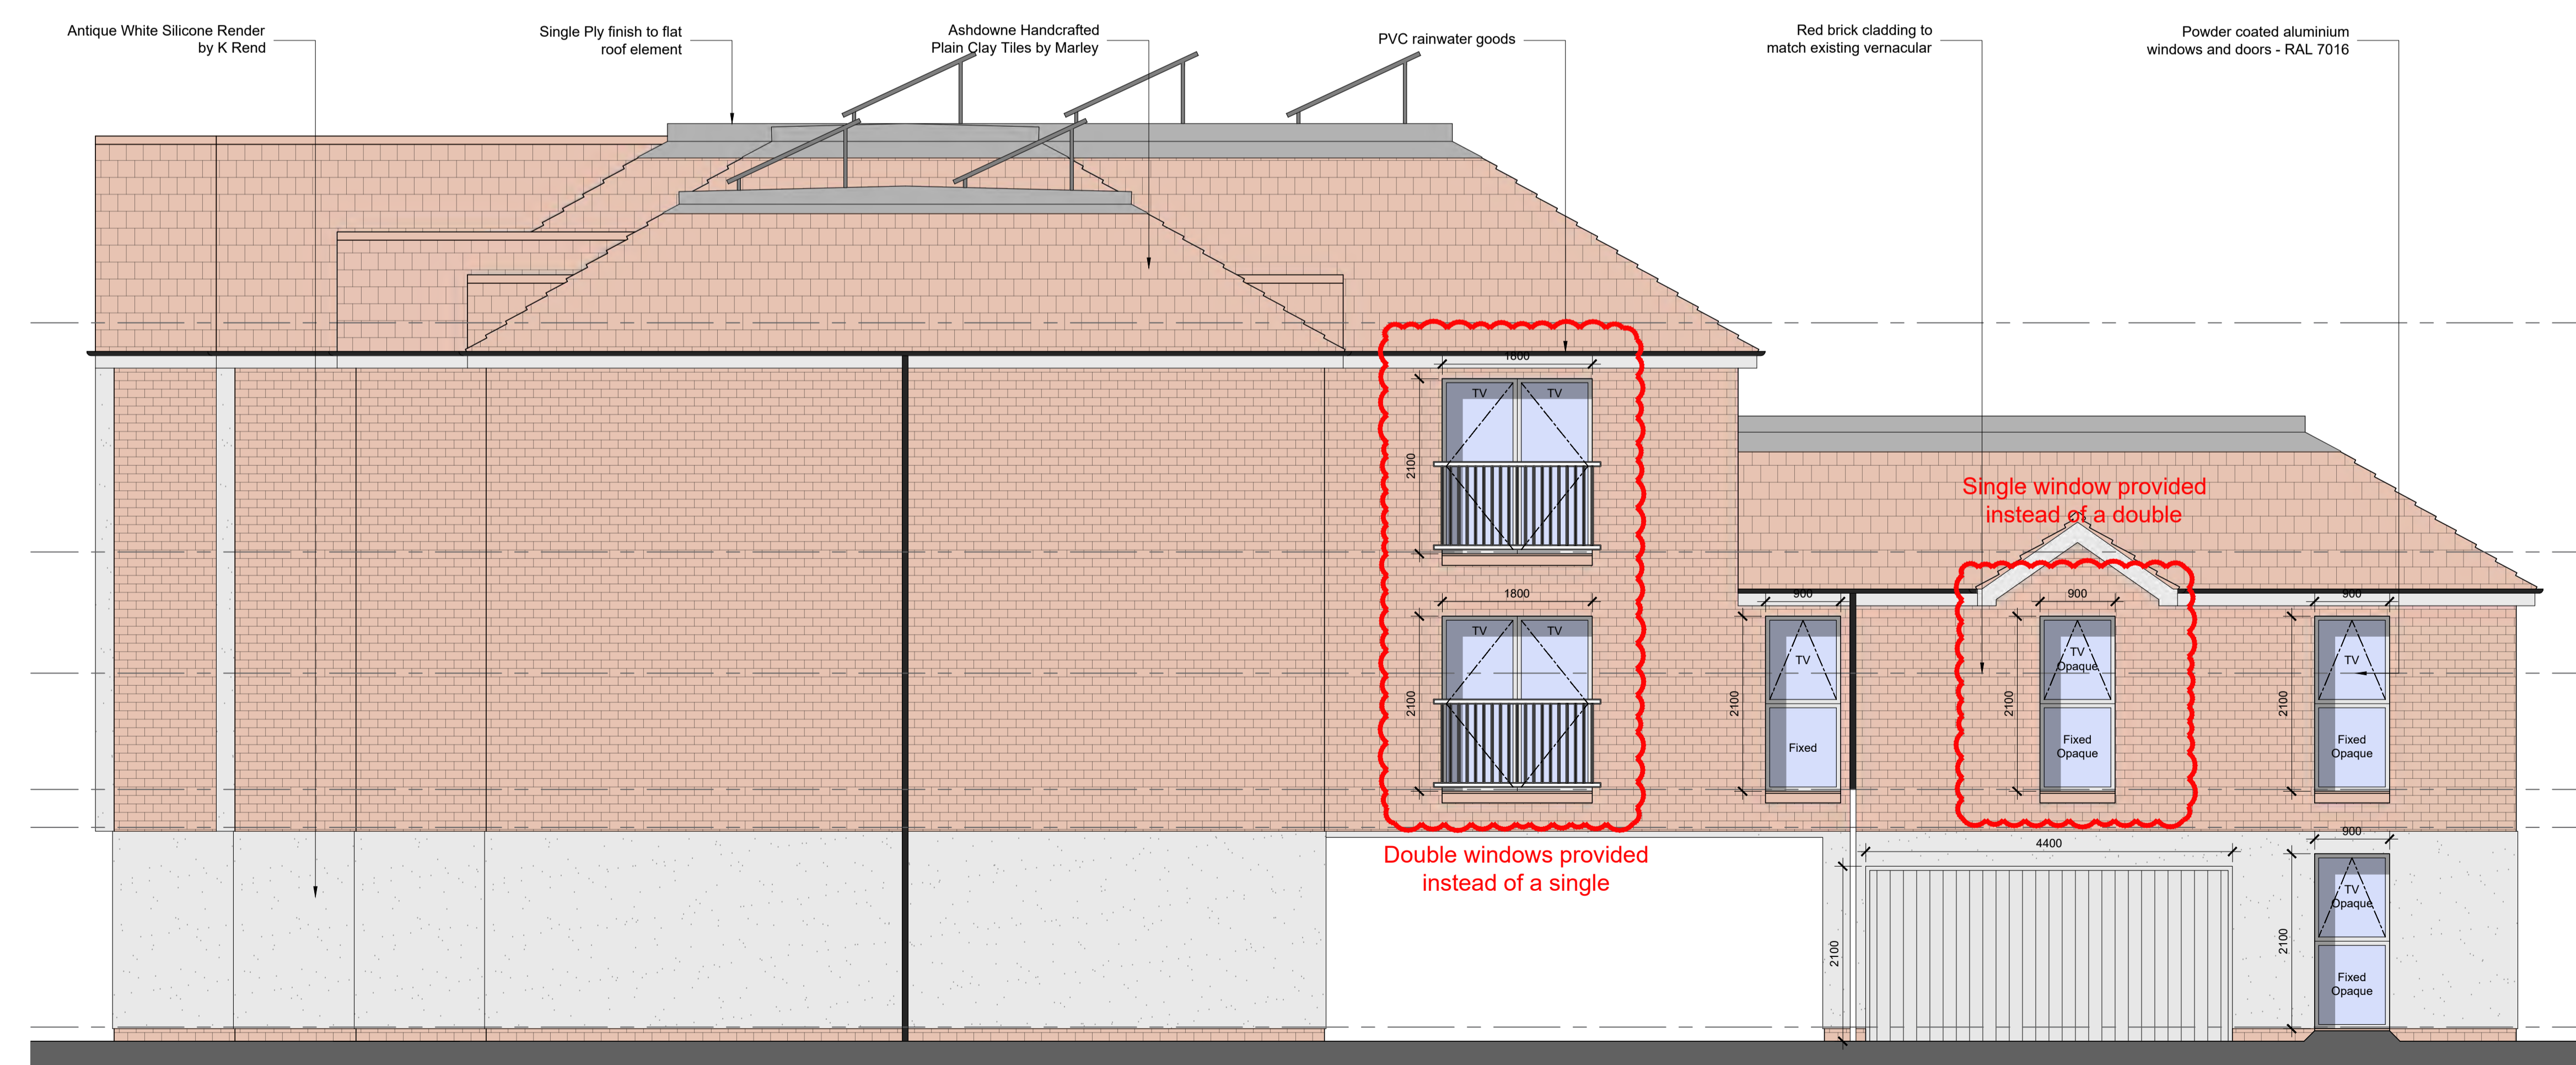 Antique White Silicone Render
by K Rend
Single Ply finish to flat
roof element
Ashdowne Handcrafted
Plain Clay Tiles by Marley
PVC rainwater goods
Red brick cladding to
match existing vernacular
Powder coated aluminium
windows and doors - RAL 7016
1800
TV TV
2100
Single window provided
instead of a double
1800
900
900
900
TV TV
TV
TV
Opaque
TV
2100
2100
2100
2100
Fixed
Fixed
Opaque
Fixed
Opaque
Double windows provided
instead of a single
4400
900
TV
Opaque
2100
2100
Fixed
Opaque